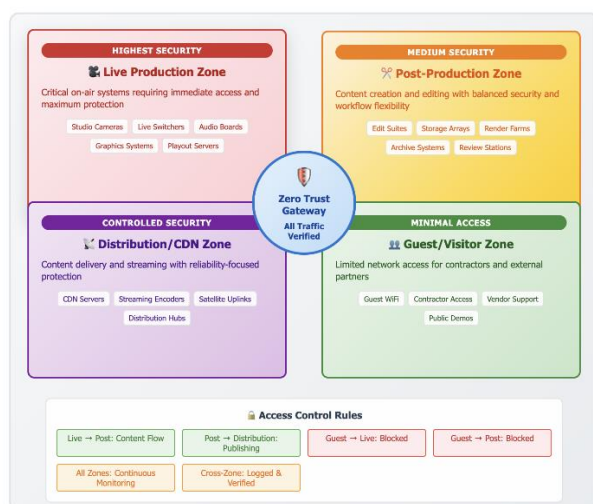 HIGHEST SECURITY
Live Production Zone
Critical on-air systems requiring immediate access and
maximum protection
Studio Cameras
Live Switchers
Audio Boards
Graphics Systems
Playout Servers
MEDIUM SECURITY
Post-Production Zone
Content creation and editing with balanced security and
workflow flexibility
Edit Suites
Storage Arrays
Render Farms
Archive Systems
Review Stations
Zero Trust
Gateway
All Traffic
Verified
CONTROLLED SECURITY
Distribution/CDN Zone
Content delivery and streaming with reliability-focused
protection
CDN Servers
Streaming Encoders
Satellite Uplinks
Distribution Hubs
MINIMAL ACCESS
Guest/Visitor Zone
Limited network access for contractors and external
partners
Guest WiFi
Contractor Access
Vendor Support
Public Demos
Access Control Rules
Live → Post: Content Flow
Post → Distribution:
Publishing
Guest → Live: Blocked
Guest → Post: Blocked
All Zones: Continuous
Monitoring
Cross-Zone: Logged &
Verified